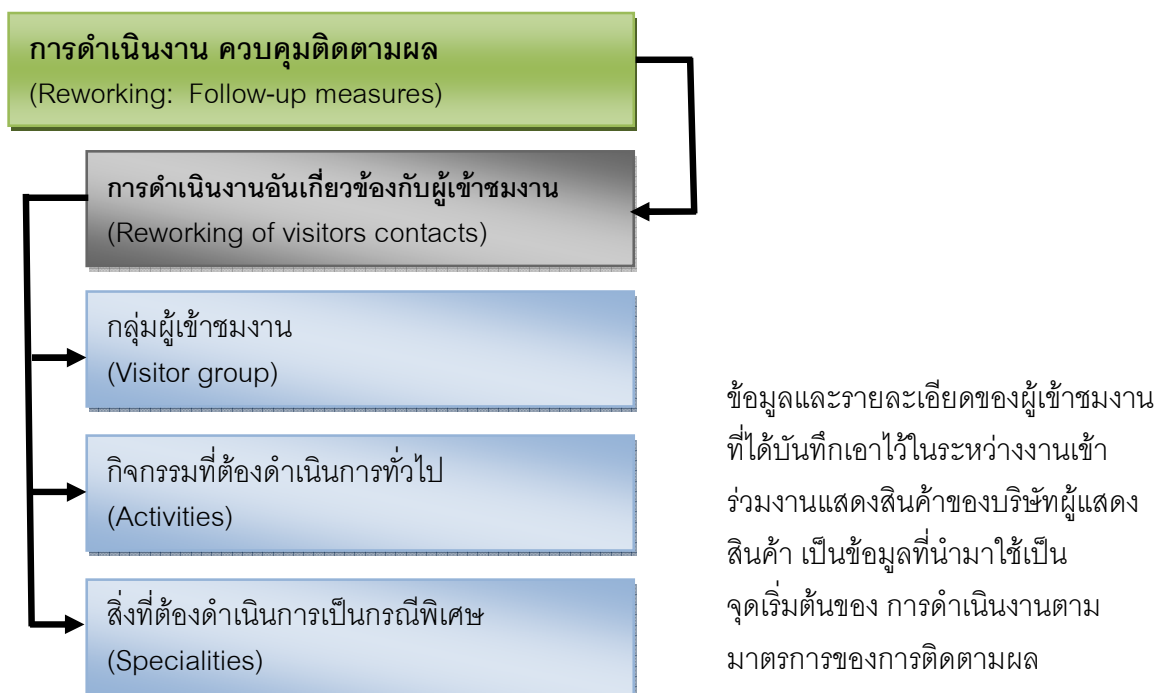 การดำเนินงาน ควบคุมติดตามผล
(Reworking: Follow-up measures)
การดำเนินงานอันเกี่ยวข้องกับผู้เข้าชมงาน
(Reworking of visitors contacts)
กลุ่มผู้เข้าชมงาน
(Visitor group)
กิจกรรมที่ต้องดำเนินการทั่วไป
(Activities)
สิ่งที่ต้องดำเนินการเป็นกรณีพิเศษ
(Specialities)
ข้อมูลและรายละเอียดของผู้เข้าชมงาน
ที่ได้บันทึกเอาไว้ในระหว่างงานเข้า
ร่วมงานแสดงสินค้าของบริษัทผู้แสดง
สินค้า เป็นข้อมูลที่นำมาใช้เป็น
จุดเริ่มต้นของ การดำเนินงานตาม
มาตรการของการติดตามผล